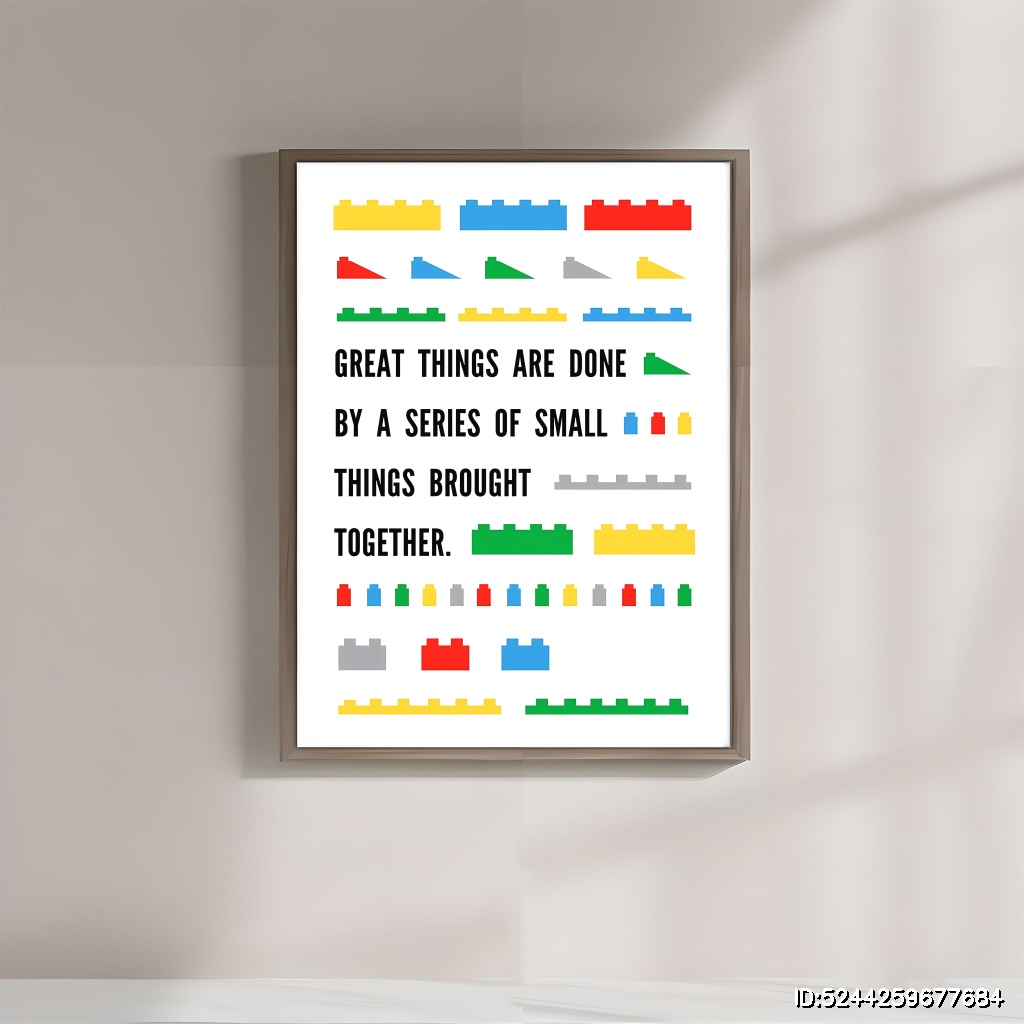 GREAT THINGS ARE DONE
BY A SERIES OF SMALL
THINGS BROUGHT
TOGETHER.
ID:5244259677684